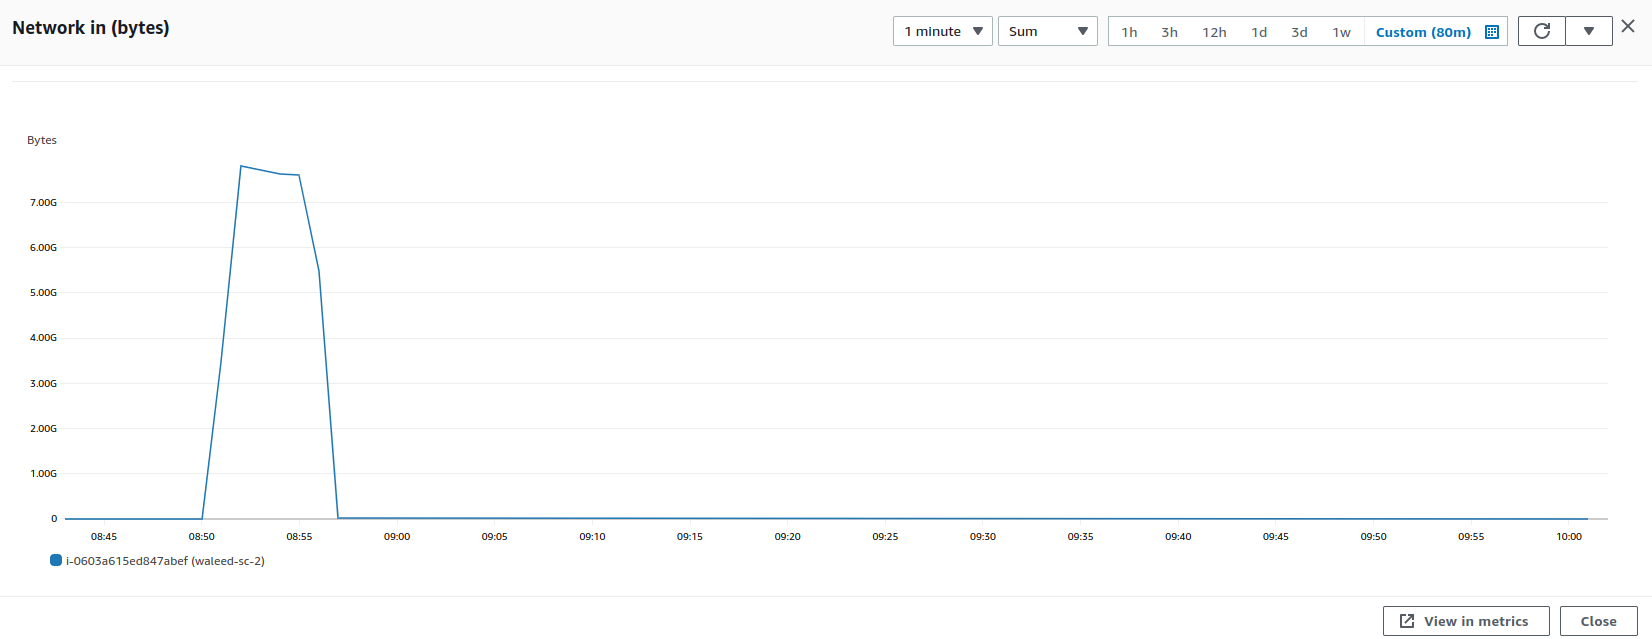 Network in (bytes)
1 minute Sum 1h 3h 12h 1d 3d 1w Custom (80m)
Bytes
7.00G
6.00G
5.00G
4.00G
3.00G
2.00G
1.00G
0
08:45 08:50 08:55 09:00 09:05 09:10 09:15 09:20 09:25 09:30 09:35 09:40 09:45 09:50 09:55 10:00
i-0603a615ed847abef (waleed-sc-2)
View in metrics Close